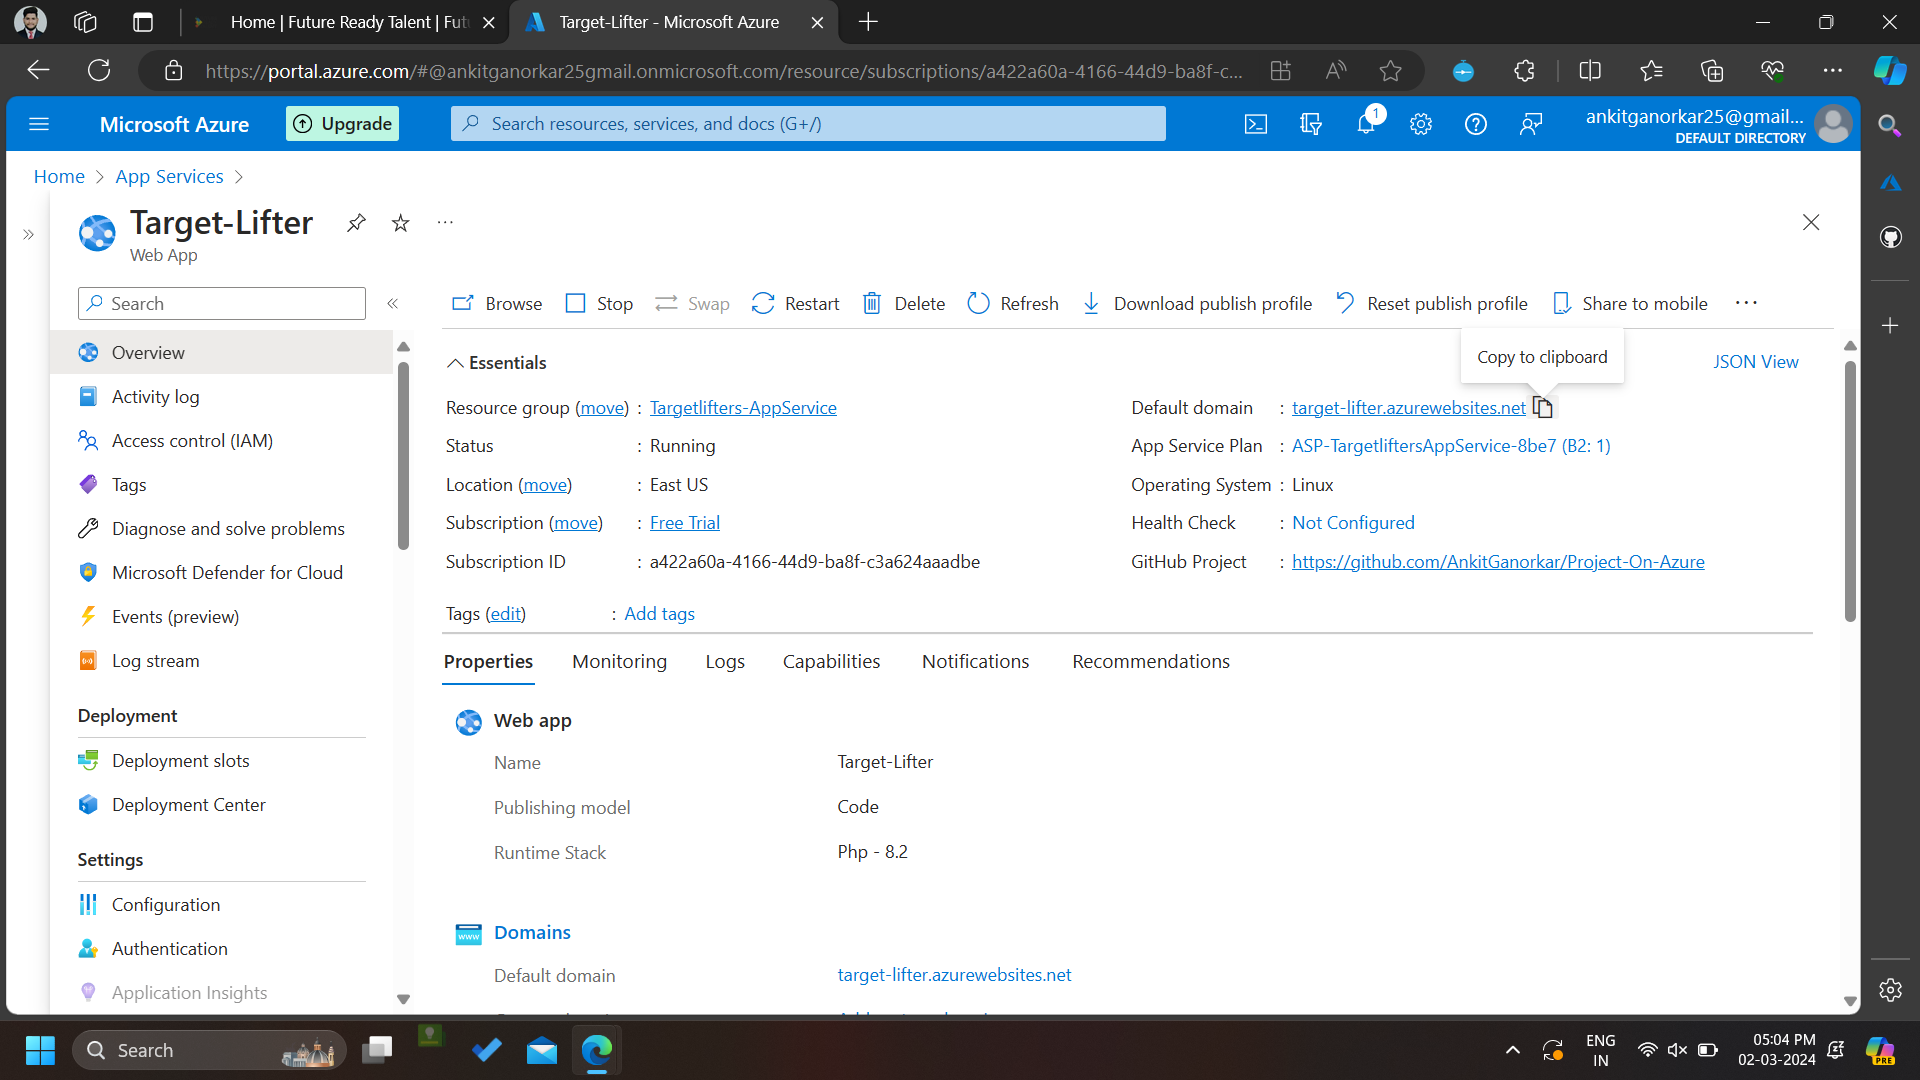 Home | Future Ready Talent | Fut
Target-Lifter - Microsoft Azure
https://portal.azure.com/#@ankitganorkar25gmail.onmicrosoft.com/resource/subscriptions/a422a60a-4166-44d9-ba8f-c...
Microsoft Azure
Upgrade
Search resources, services, and docs (G+/)
1
ankitganorkar25@gmail...
DEFAULT DIRECTORY
Home > App Services >
Target-Lifter
Web App
Search
Browse Stop Swap Restart Delete Refresh Download publish profile Reset publish profile Share to mobile
Overview
Activity log
Access control (IAM)
Tags
Diagnose and solve problems
Microsoft Defender for Cloud
Events (preview)
Log stream
Deployment
Deployment slots
Deployment Center
Settings
Configuration
Authentication
Application Insights
Essentials
Copy to clipboard
JSON View
Resource group (move) : Targetlifters-AppService
Status : Running
Location (move) : East US
Subscription (move) : Free Trial
Subscription ID : a422a60a-4166-44d9-ba8f-c3a624aaadbe
Default domain : target-lifter.azurewebsites.net
App Service Plan : ASP-TargetliftersAppService-8be7 (B2: 1)
Operating System : Linux
Health Check : Not Configured
GitHub Project : https://github.com/AnkitGanorkar/Project-On-Azure
Tags (edit) : Add tags
Properties Monitoring Logs Capabilities Notifications Recommendations
Web app
Name Target-Lifter
Publishing model Code
Runtime Stack Php - 8.2
www
Domains
Default domain target-lifter.azurewebsites.net
Search
ENG
IN
05:04 PM
02-03-2024
PRE